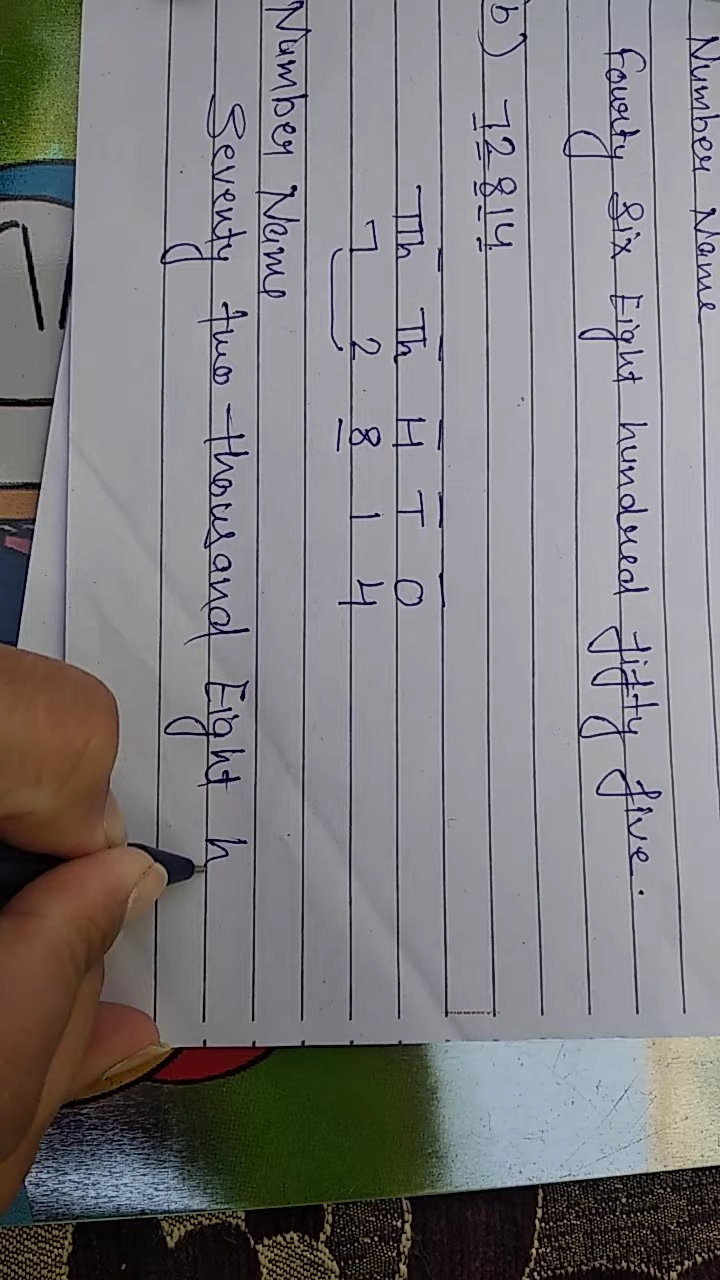 Number Name
Fourty Six Eight hundred fifty five.
b) 72814
Th Th H T O
7 2 8 1 4
Number Name
Seventy two thousand Eight h